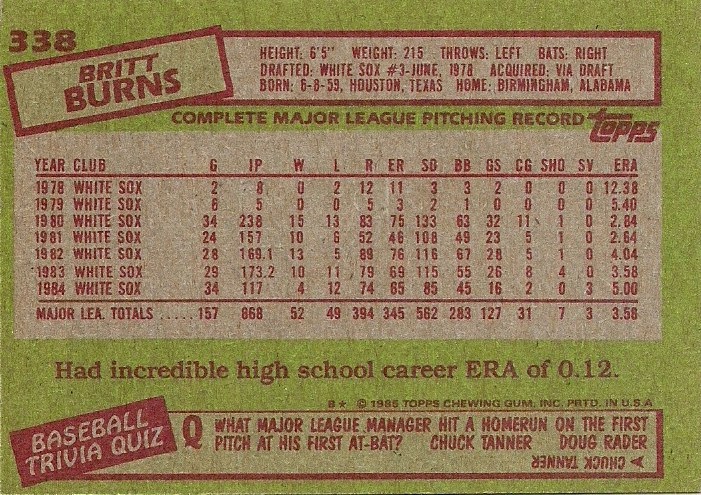 338
BRITT
BURNS
HEIGHT: 6'5" WEIGHT: 215 THROWS: LEFT BATS: RIGHT
DRAFTED: WHITE SOX #3-JUNE, 1978 ACQUIRED: VIA DRAFT
BORN: 6-8-59, HOUSTON, TEXAS HOME: BIRMINGHAM, ALABAMA
COMPLETE MAJOR LEAGUE PITCHING RECORD topps
YEAR CLUB G IP W L R ER SO BB GS CG SHO SV ERA
1978 WHITE SOX 2 8 0 2 12 11 3 3 2 0 0 0 12.38
1979 WHITE SOX 6 5 0 0 5 3 2 1 0 0 0 0 5.40
1980 WHITE SOX 34 238 15 13 83 75 133 63 32 11 1 0 2.84
1981 WHITE SOX 24 157 10 6 52 46 108 49 23 5 1 0 2.64
1982 WHITE SOX 28 169.1 13 5 89 76 116 67 28 5 1 0 4.04
1983 WHITE SOX 29 173.2 10 11 79 69 115 55 26 8 4 0 3.58
1984 WHITE SOX 34 117 4 12 74 65 85 45 16 2 0 3 5.00
MAJOR LEA. TOTALS ..... 157 868 52 49 394 345 562 283 127 31 7 3 3.58
Had incredible high school career ERA of 0.12.
B★ © 1985 TOPPS CHEWING GUM, INC. PRTD. IN U.S.A
BASEBALL
TRIVIA QUIZ
Q WHAT MAJOR LEAGUE MANAGER HIT A HOMERUN ON THE FIRST
PITCH AT HIS FIRST AT-BAT? CHUCK TANNER DOUG RADER
A CHUCK TANNER